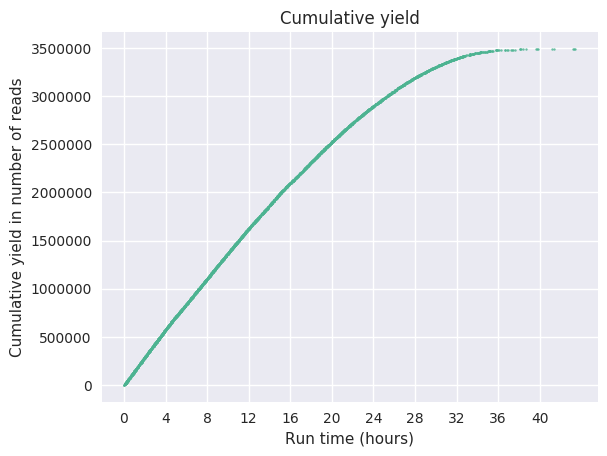 Cumulative yield
Cumulative yield in number of reads
3500000
3000000
2500000
2000000
1500000
1000000
500000
0
0 4 8 12 16 20 24 28 32 36 40
Run time (hours)